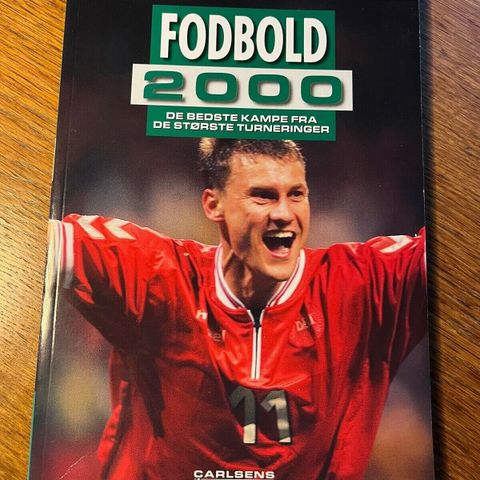 FODBOLD
2000
DE BEDSTE KAMPE FRA
DE STØRSTE TURNERINGER
11
CARLSENS